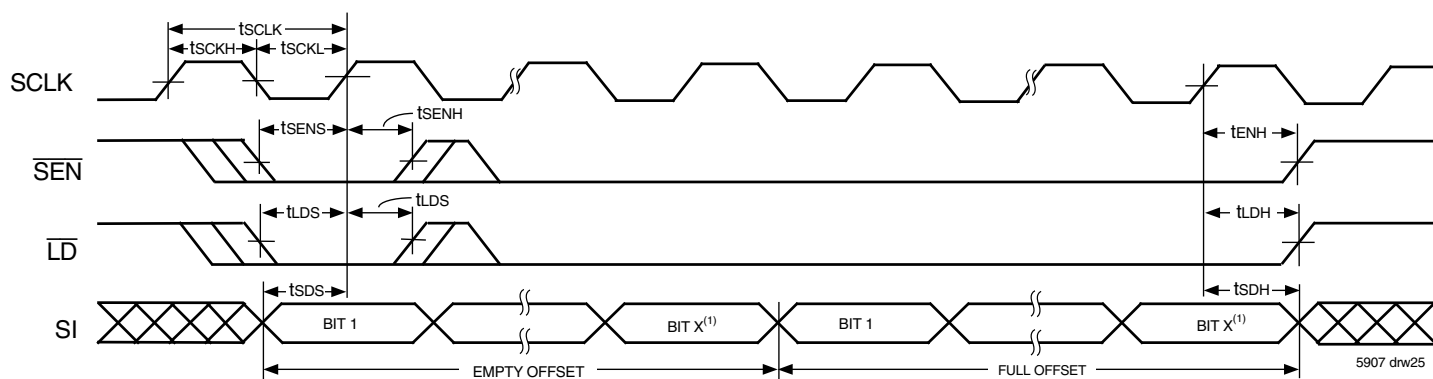 tSCLK
tSCKH
tSCKL
SCLK
tSENS
tSENH
tENH
SEN
tLDS
tLDS
tLDH
LD
tSDS
tSDH
SI
BIT 1
BIT X(1)
BIT 1
BIT X(1)
EMPTY OFFSET
FULL OFFSET
5907 drw25